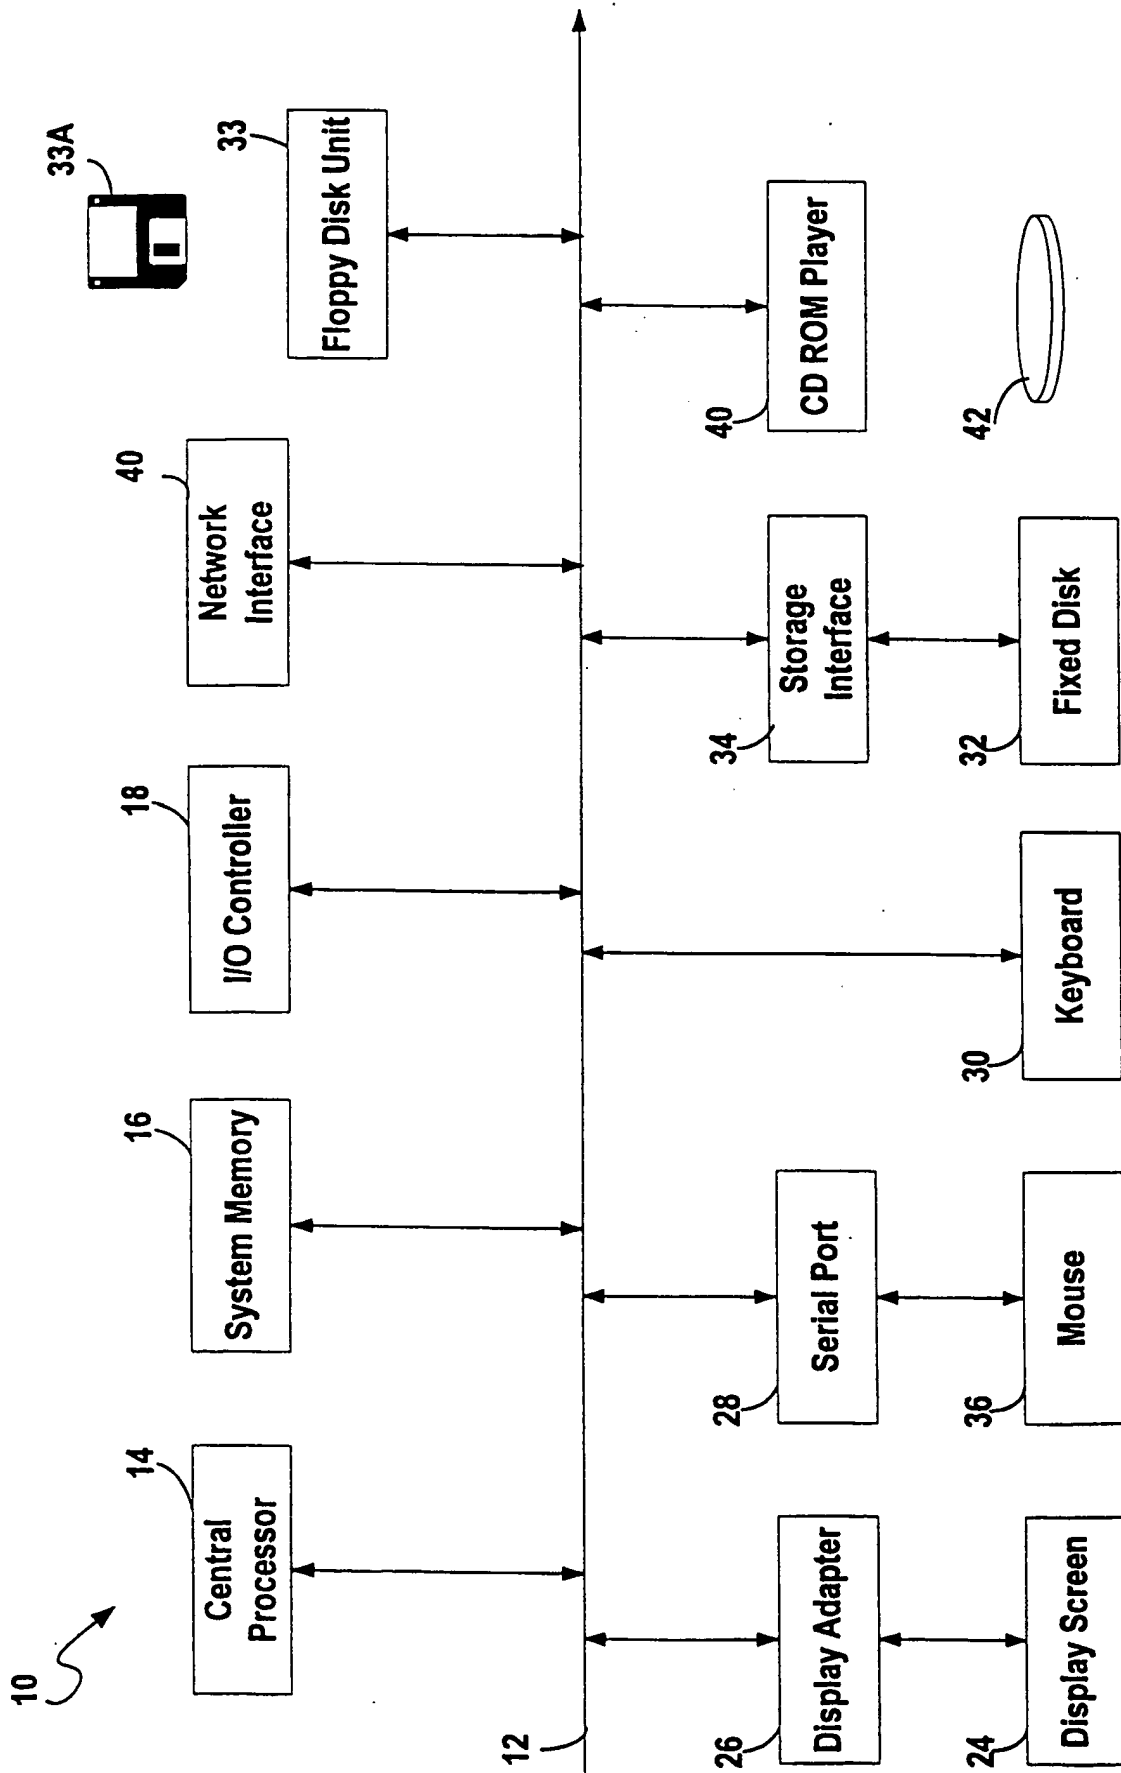 10
14
Central
Processor
16
System Memory
18
I/O Controller
40
Network
Interface
33A
33
Floppy Disk Unit
12
26
Display Adapter
28
Serial Port
34
Storage
Interface
40
CD ROM Player
24
Display Screen
36
Mouse
30
Keyboard
32
Fixed Disk
42